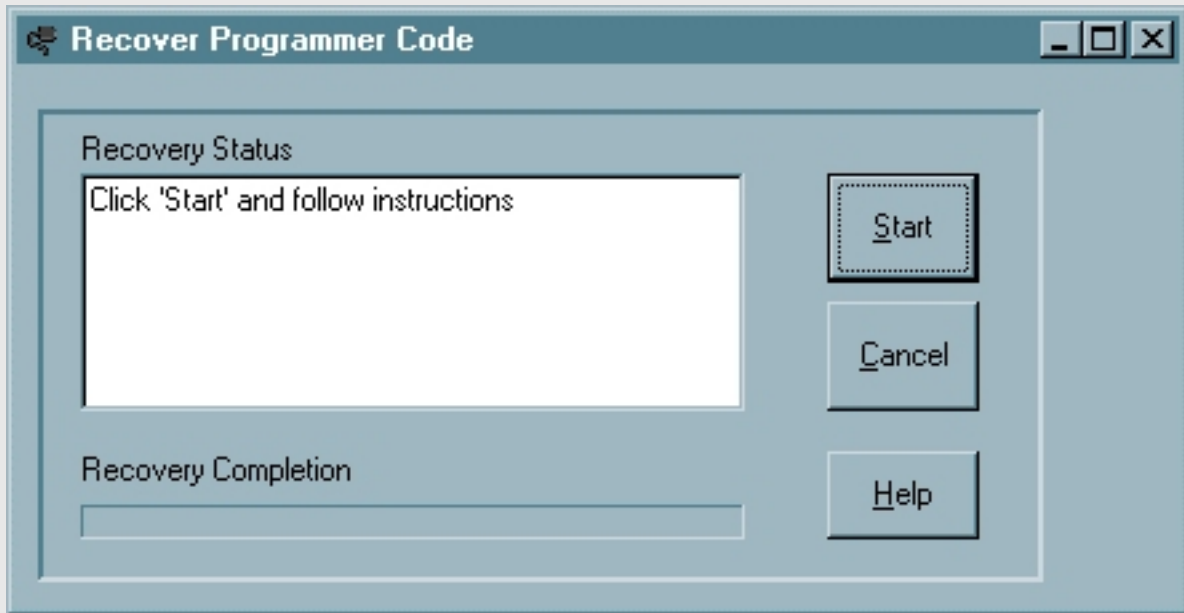 Recover Programmer Code
Recovery Status
Click 'Start' and follow instructions
Start
Cancel
Recovery Completion
Help